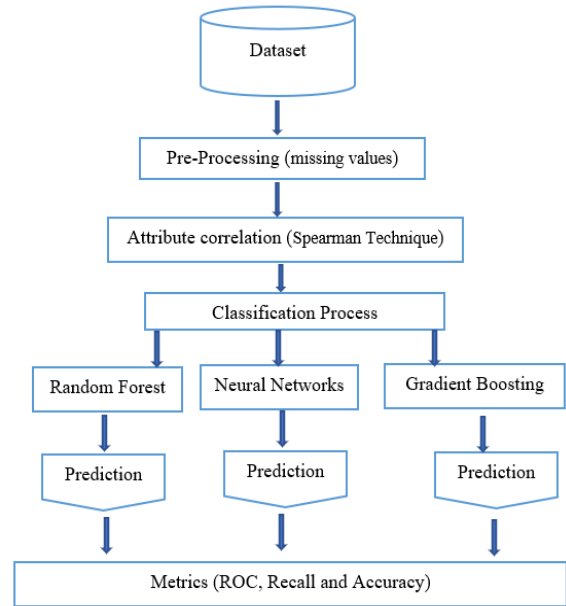 Dataset
Pre-Processing (missing values)
Attribute correlation (Spearman Technique)
Classification Process
Random Forest
Neural Networks
Gradient Boosting
Prediction
Prediction
Prediction
Metrics (ROC, Recall and Accuracy)